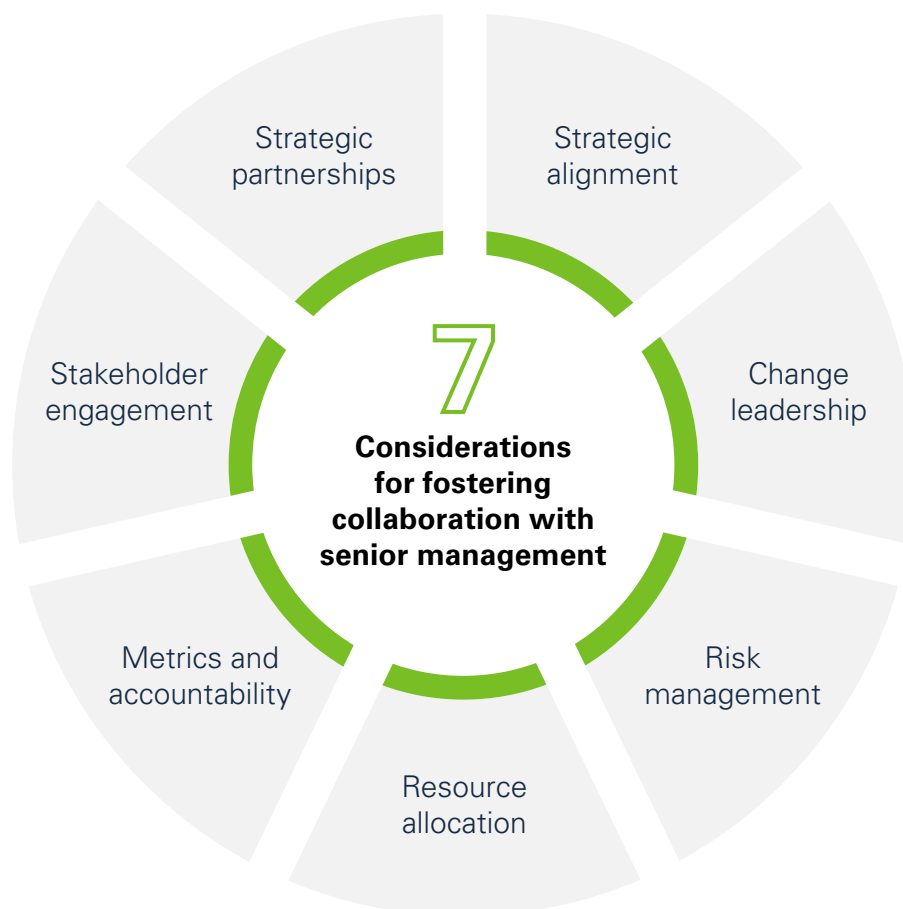 7
Considerations
for fostering
collaboration with
senior management
Strategic
alignment
Change
leadership
Risk
management
Resource
allocation
Metrics and
accountability
Stakeholder
engagement
Strategic
partnerships